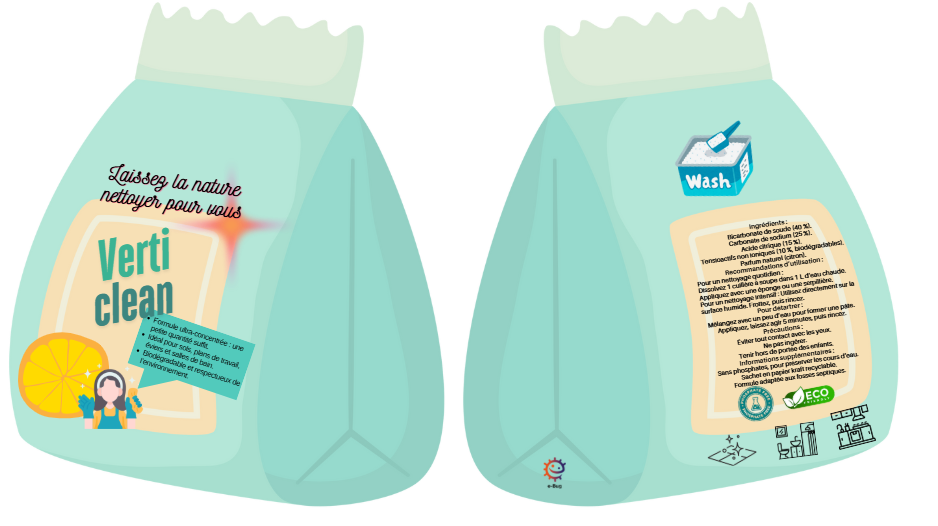 Laissez la nature
nettoyer pour vous
Verti
clean
• Formule ultra-concentrée : une
petite quantité suffit.
• Idéal pour sols, plans de travail,
éviers et salles de bain.
• Biodégradable et respectueux de
l'environnement.
Wash
Ingrédients :
Bicarbonate de soude (40 %).
Carbonate de sodium (25 %).
Acide citrique (15 %).
Tensioactifs non ioniques (10 %, biodégradables).
Parfum naturel (citron).
Recommandations d'utilisation :
Pour un nettoyage quotidien :
Dissolvez 1 cuillère à soupe dans 1 L d'eau chaude.
Appliquez avec une éponge ou une serpillière.
Pour un nettoyage intensif : Utilisez directement sur la
surface humide. Frottez, puis rincez.
Pour détartrer :
Mélangez avec un peu d'eau pour former une pâte.
Appliquer, laissez agir 5 minutes, puis rincez.
Précautions :
Éviter tout contact avec les yeux.
Ne pas ingérer.
Tenir hors de portée des enfants.
Informations supplémentaires :
Sans phosphates, pour préserver les cours d'eau.
Sachet en papier kraft recyclable.
Formule adaptée aux fosses septiques.
ECO
FRIENDLY
e-Bug